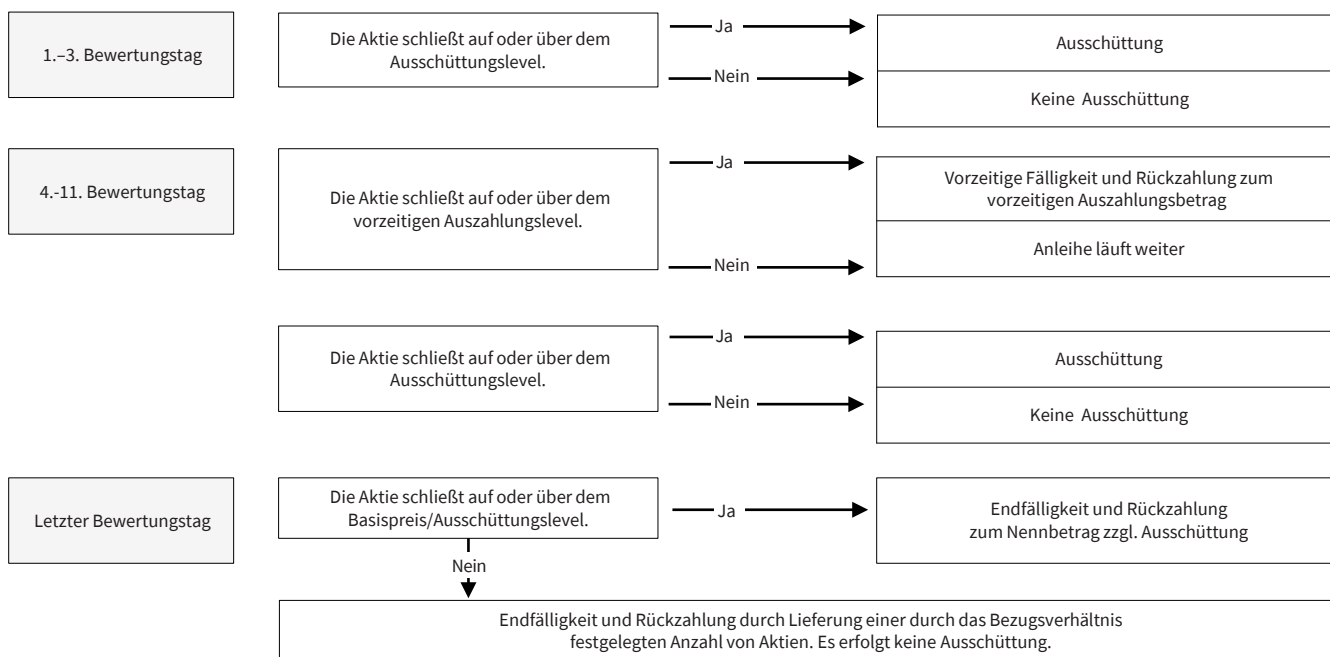 1.–3. Bewertungstag
Die Aktie schließt auf oder über dem
Ausschüttungslevel.
Ja
Ausschüttung
Nein
Keine Ausschüttung
4.-11. Bewertungstag
Die Aktie schließt auf oder über dem
vorzeitigen Auszahlungslevel.
Ja
Vorzeitige Fälligkeit und Rückzahlung zum
vorzeitigen Auszahlungsbetrag
Nein
Anleihe läuft weiter
Die Aktie schließt auf oder über dem
Ausschüttungslevel.
Ja
Ausschüttung
Nein
Keine Ausschüttung
Letzter Bewertungstag
Die Aktie schließt auf oder über dem
Basispreis/Ausschüttungslevel.
Ja
Endfälligkeit und Rückzahlung
zum Nennbetrag zzgl. Ausschüttung
Nein
Endfälligkeit und Rückzahlung durch Lieferung einer durch das Bezugsverhältnis
festgelegten Anzahl von Aktien. Es erfolgt keine Ausschüttung.